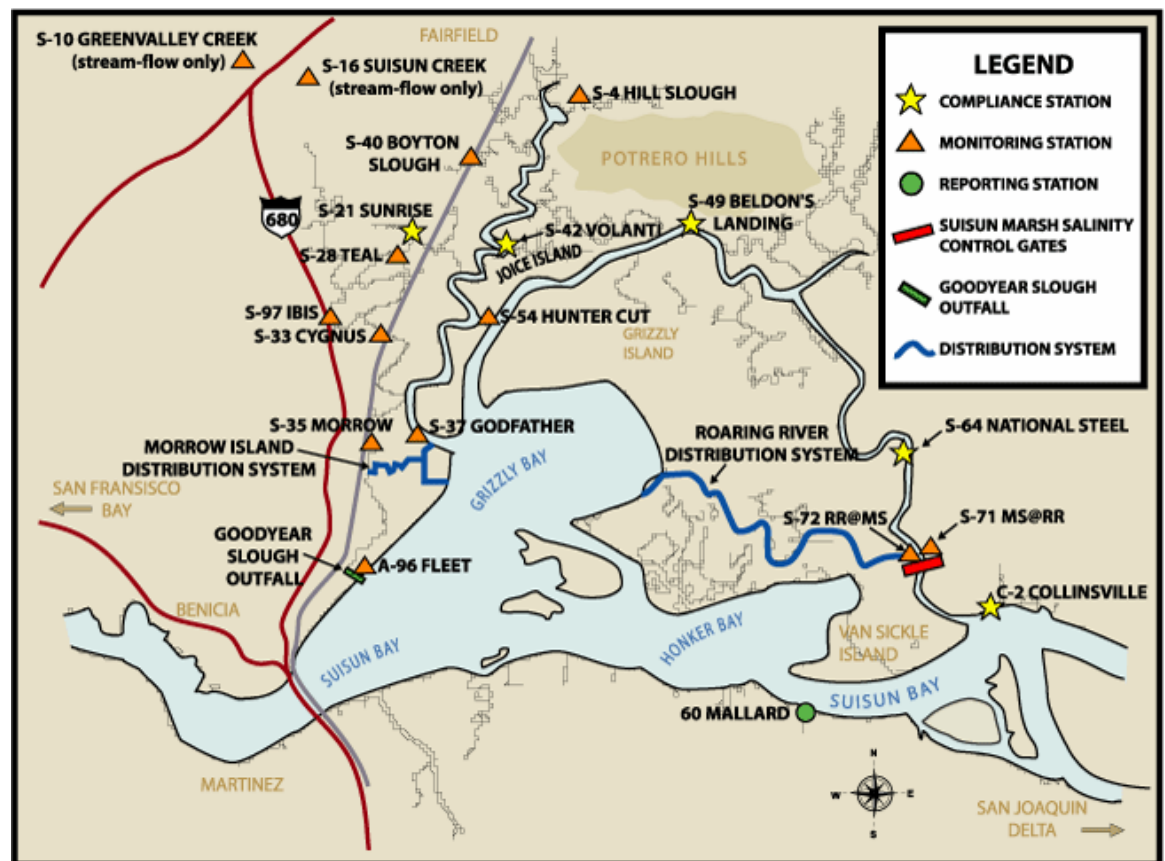 S-10 GREENVALLEY CREEK
(stream-flow only)
FAIRFIELD
S-16 SUISUN CREEK
(stream-flow only)
S-4 HILL SLOUGH
S-40 BOYTON
SLOUGH
POTRERO HILLS
680
S-21 SUNRISE
S-42 VOLANTI
S-49 BELDON'S
LANDING
S-28 TEAL
JOICE ISLAND
S-97 IBIS
S-54 HUNTER CUT
S-33 CYGNUS
GRIZZLY
ISLAND
S-35 MORROW
S-37 GODFATHER
MORROW ISLAND
DISTRIBUTION SYSTEM
ROARING RIVER
DISTRIBUTION SYSTEM
S-64 NATIONAL STEEL
GRIZZLY BAY
SAN FRANSISCO
BAY
S-72 RR@MS
S-71 MS@RR
GOODYEAR
SLOUGH
OUTFALL
A-96 FLEET
BENICIA
C-2 COLLINSVILLE
SUISUN BAY
HONKER BAY
VAN SICKLE
ISLAND
SUISUN BAY
60 MALLARD
MARTINEZ
N
W
E
S
SAN JOAQUIN
DELTA
LEGEND
COMPLIANCE STATION
MONITORING STATION
REPORTING STATION
SUISUN MARSH SALINITY
CONTROL GATES
GOODYEAR SLOUGH
OUTFALL
DISTRIBUTION SYSTEM